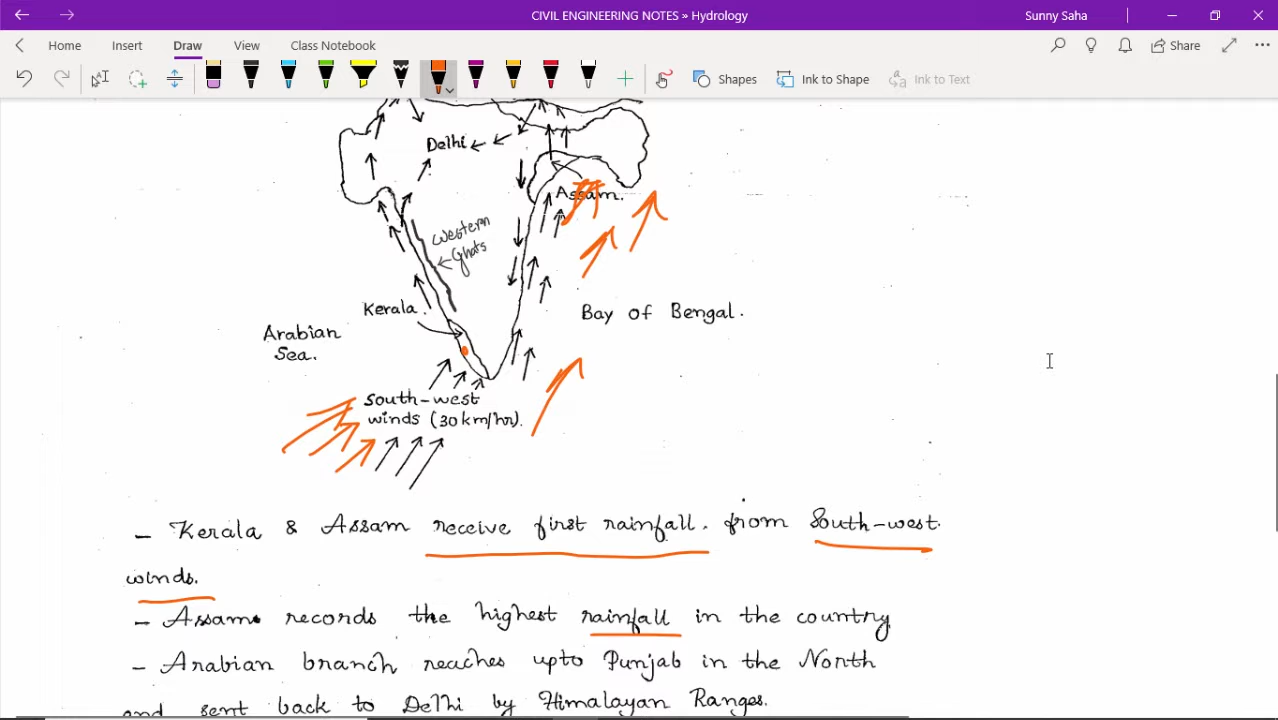 CIVIL ENGINEERING NOTES » Hydrology
Sunny Saha
Home Insert Draw View Class Notebook
Share
Shapes
Ink to Shape
Ink to Text
Delhi
Assam.
Western
Ghats
Kerala.
Arabian
Sea.
Bay of Bengal.
South-west
winds (30 km/hr).
- Kerala & Assam receive first rainfall. from South-west.
winds.
- Assam records the highest rainfall in the country
- Arabian branch reaches upto Punjab in the North
and sent back to Delhi by Himalayan Ranges.